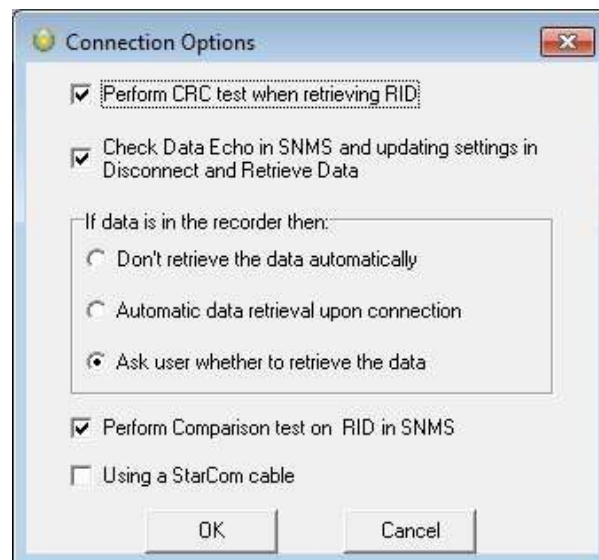 Connection Options
Perform CRC test when retrieving RID
Check Data Echo in SNMS and updating settings in
Disconnect and Retrieve Data
If data is in the recorder then:
Don't retrieve the data automatically
Automatic data retrieval upon connection
Ask user whether to retrieve the data
Perform Comparison test on RID in SNMS
Using a StarCom cable
OK
Cancel